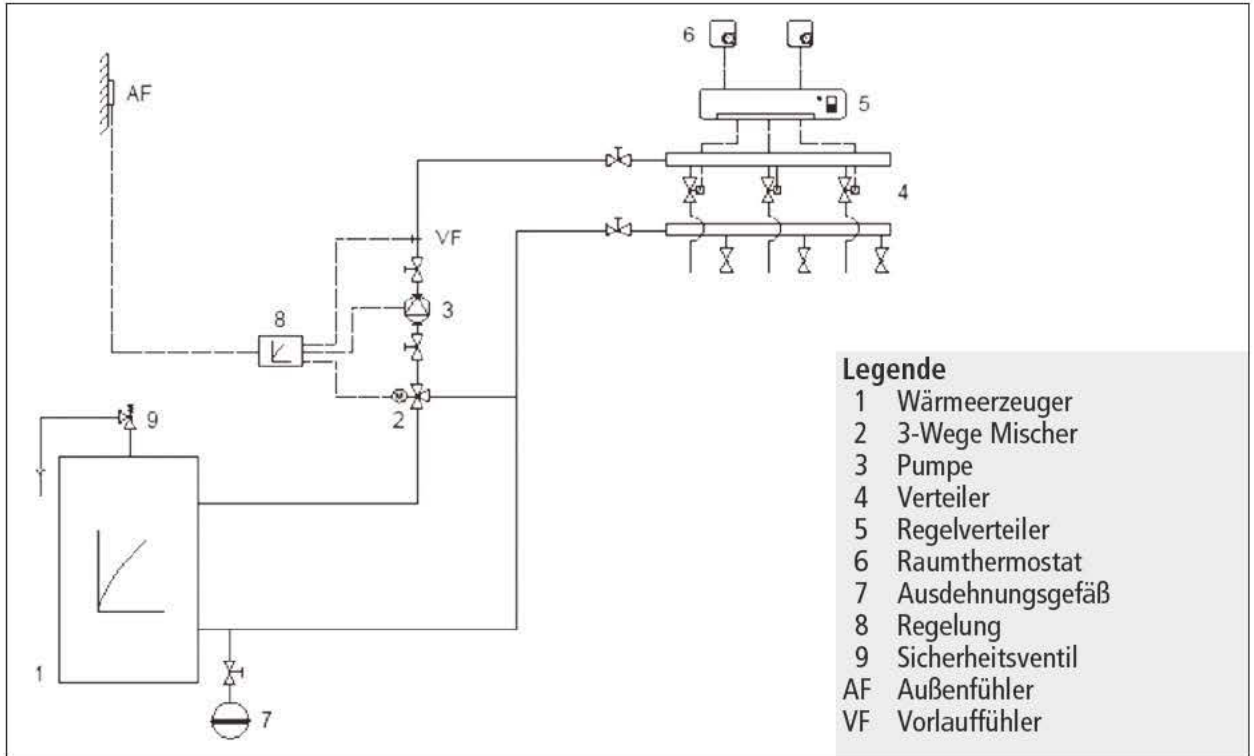 6
5
AF
4
VF
3
8
2
9
1
7
Legende
1 Wärmeerzeuger
2 3-Wege Mischer
3 Pumpe
4 Verteiler
5 Regelverteiler
6 Raumthermostat
7 Ausdehnungsgefäß
8 Regelung
9 Sicherheitsventil
AF Außenfühler
VF Vorlauffühler